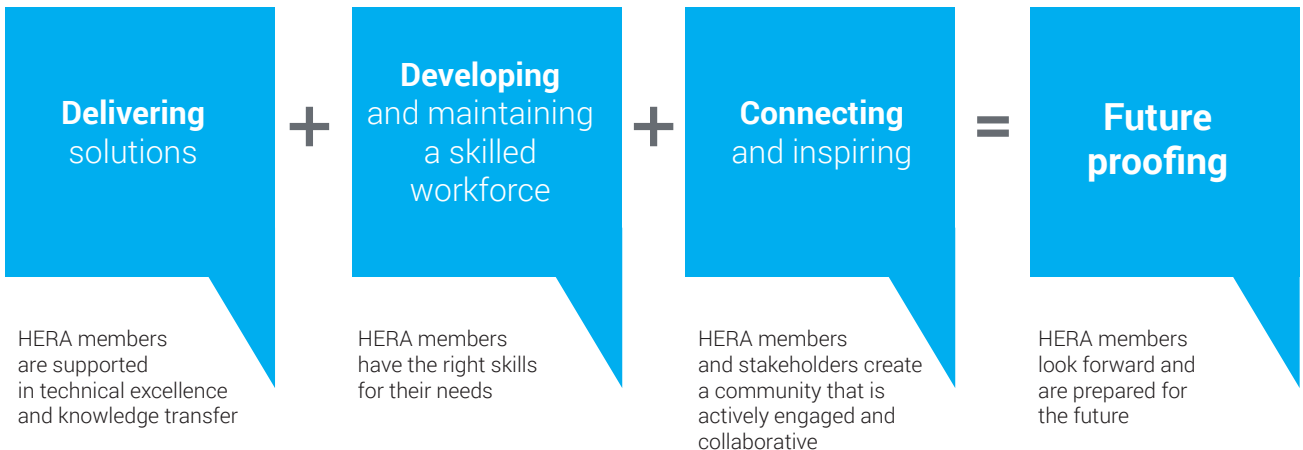 Delivering
solutions
+
Developing
and maintaining
a skilled
workforce
+
Connecting
and inspiring
=
Future
proofing
HERA members
are supported
in technical excellence
and knowledge transfer
HERA members
have the right skills
for their needs
HERA members
and stakeholders create
a community that is
actively engaged and
collaborative
HERA members
look forward and
are prepared for
the future